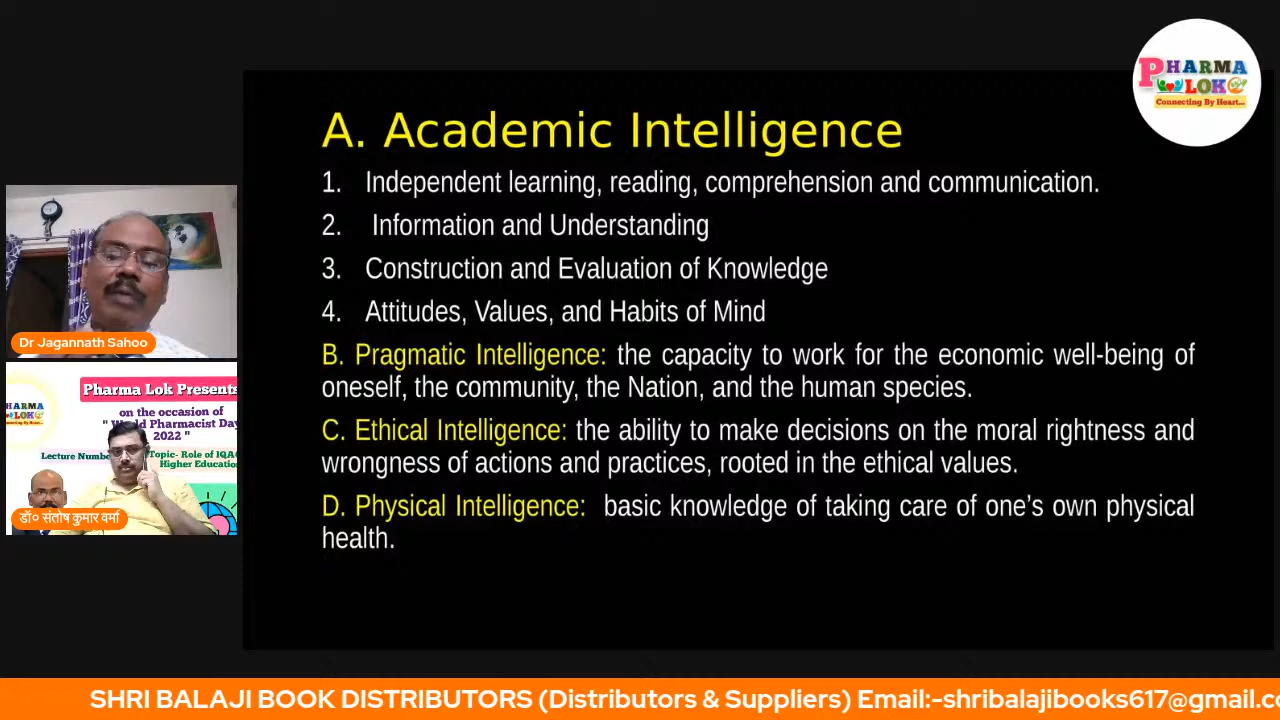 PHARMA
LOK
Connecting By Heart...
A. Academic Intelligence
1. Independent learning, reading, comprehension and communication.
2. Information and Understanding
3. Construction and Evaluation of Knowledge
4. Attitudes, Values, and Habits of Mind
B. Pragmatic Intelligence: the capacity to work for the economic well-being of
oneself, the community, the Nation, and the human species.
C. Ethical Intelligence: the ability to make decisions on the moral rightness and
wrongness of actions and practices, rooted in the ethical values.
D. Physical Intelligence: basic knowledge of taking care of one’s own physical
health.
Dr Jagannath Sahoo
Pharma Lok Presents
on the occasion of
Pharmacist Day
2022 "
Lecture
Topic- Role of IQAC
Higher
डॉ० संतोष कुमार वर्मा
SHRI BALAJI BOOK DISTRIBUTORS (Distributors & Suppliers) Email:-shribalajibooks617@gmail.c